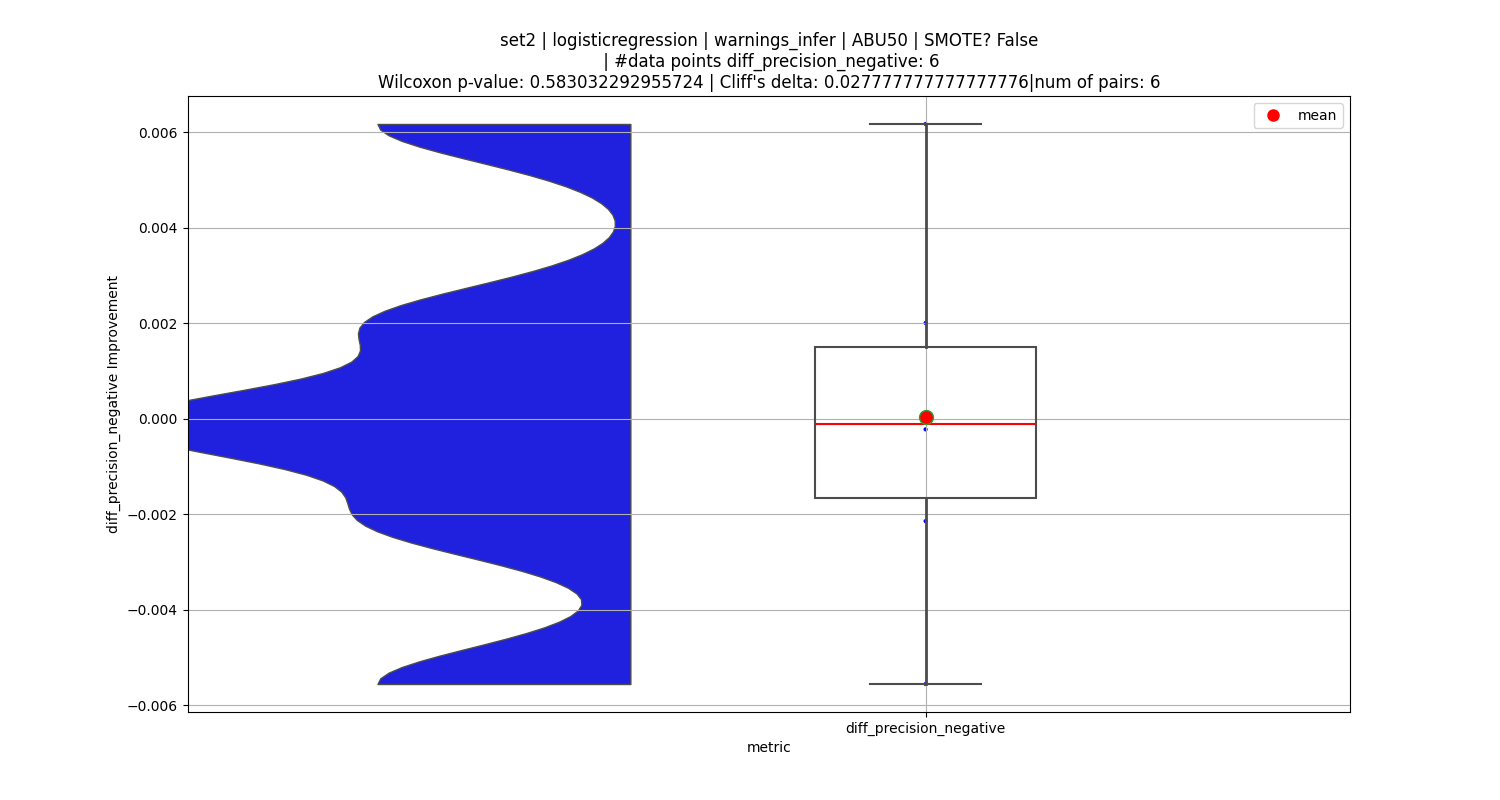 set2 | logisticregression | warnings_infer | ABU50 | SMOTE? False
| #data points diff_precision_negative: 6
Wilcoxon p-value: 0.583032292955724 | Cliff's delta: 0.027777777777777776|num of pairs: 6
mean
0.006
0.004
0.002
0.000
−0.002
−0.004
−0.006
diff_precision_negative Improvement
diff_precision_negative
metric